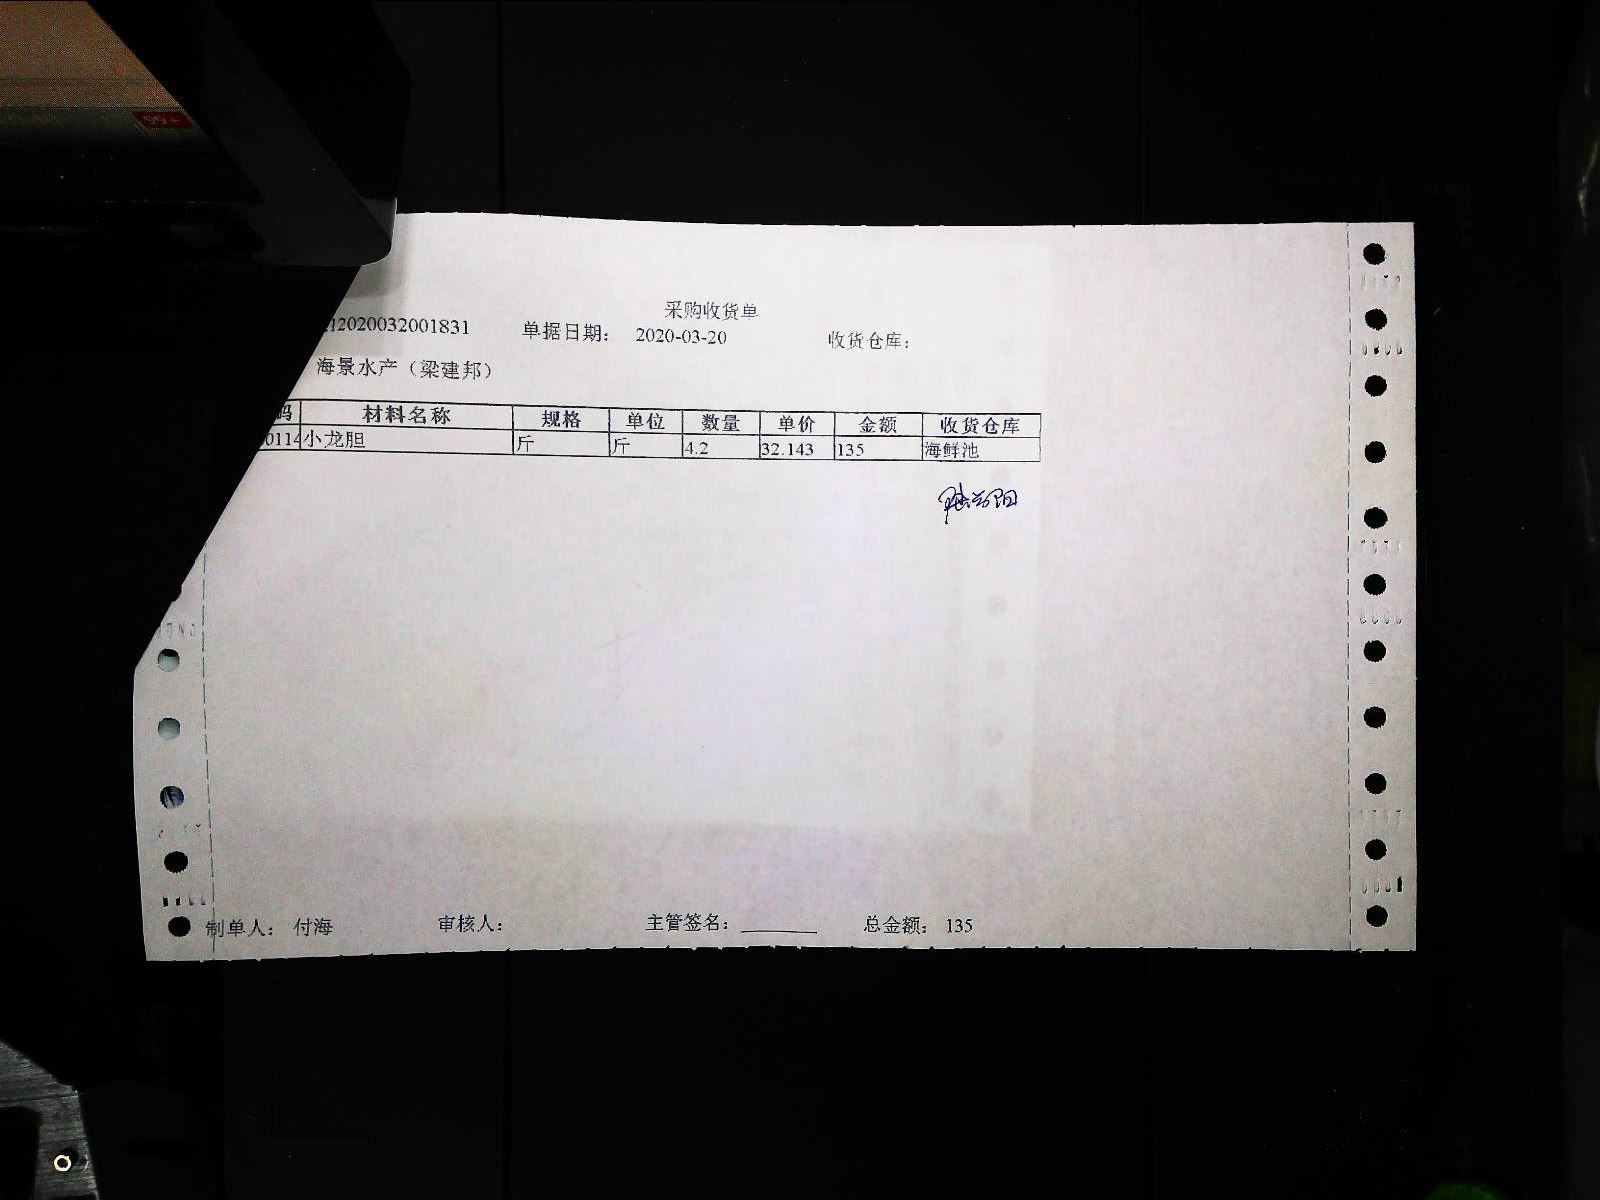 99+
采购收货单
12020032001831 单据日期: 2020-03-20 收货仓库:
海景水产（梁建邦）
码 材料名称 规格 单位 数量 单价 金额 收货仓库
0114 小龙胆 斤 斤 4.2 32.143 135 海鲜池
制单人: 付海 审核人: 主管签名: ______ 总金额: 135